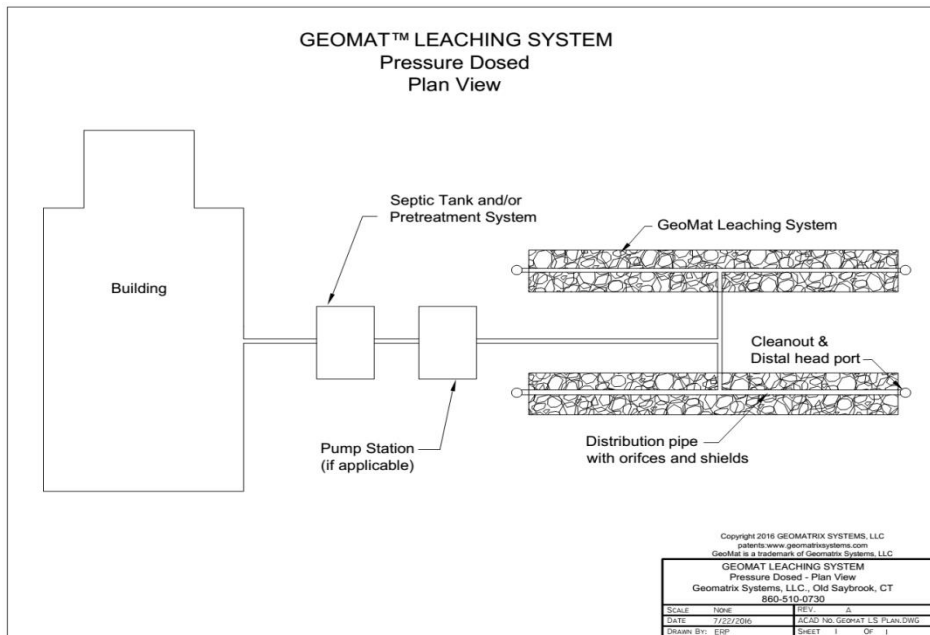 GEOMAT™ LEACHING SYSTEM
Pressure Dosed
Plan View
Septic Tank and/or
Pretreatment System
GeoMat Leaching System
Building
Cleanout &
Distal head port
Pump Station
(if applicable)
Distribution pipe
with orifces and shields
Copyright 2016 GEOMATRIX SYSTEMS, LLC
patents:www.geomatrixsystems.com
GeoMat is a trademark of Geomatrix Systems, LLC
GEOMAT LEACHING SYSTEM
Pressure Dosed - Plan View
Geomatrix Systems, LLC., Old Saybrook, CT
860-510-0730
SCALE NONE REV. A
DATE 7/22/2016 ACAD NO. GEOMAT LS PLAN.DWG
DRAWN BY: ERP SHEET 1 OF 1